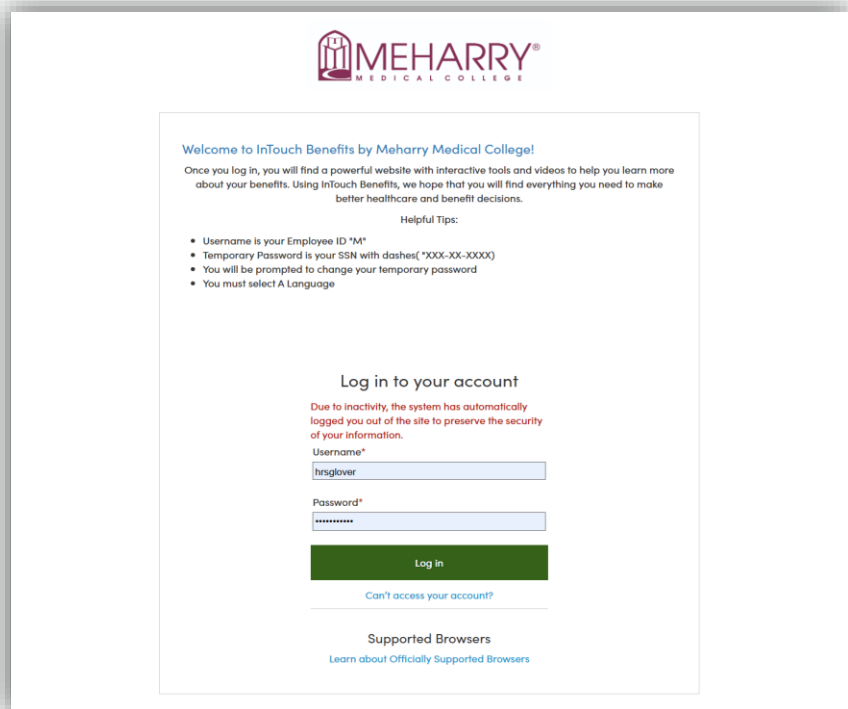 MEHARRY®
MEDICAL COLLEGE
Welcome to InTouch Benefits by Meharry Medical College!
Once you log in, you will find a powerful website with interactive tools and videos to help you learn more
about your benefits. Using InTouch Benefits, we hope that you will find everything you need to make
better healthcare and benefit decisions.
Helpful Tips:
• Username is your Employee ID "M"
• Temporary Password is your SSN with dashes( "XXX-XX-XXXX)
• You will be prompted to change your temporary password
• You must select A Language
Log in to your account
Due to inactivity, the system has automatically
logged you out of the site to preserve the security
of your information.
Username*
hrsglover
Password*
•••••••••••
Log in
Can't access your account?
Supported Browsers
Learn about Officially Supported Browsers